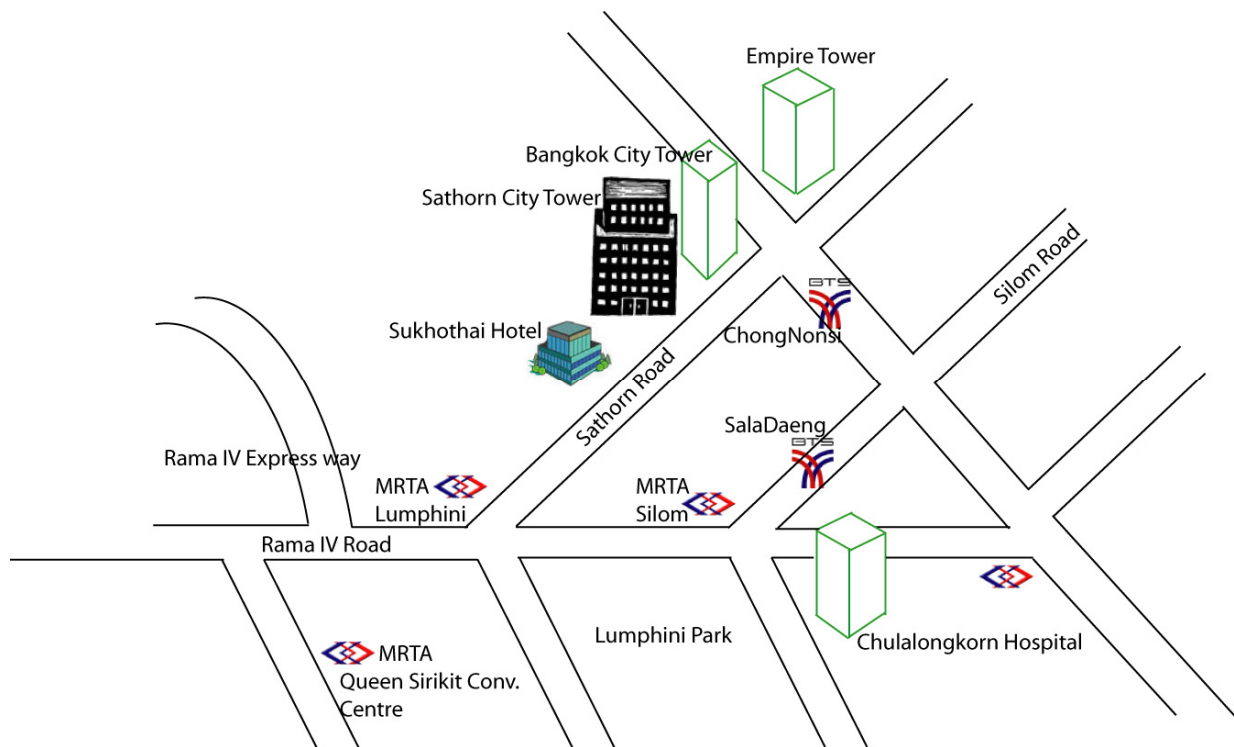 Empire Tower
Bangkok City Tower
Sathorn City Tower
Silom Road
BTS
ChongNonsi
Sukhothai Hotel
Sathorn Road
SalaDaeng
BTS
Rama IV Express way
MRTA
Lumphini
MRTA
Silom
Rama IV Road
Lumphini Park
Chulalongkorn Hospital
MRTA
Queen Sirikit Conv.
Centre